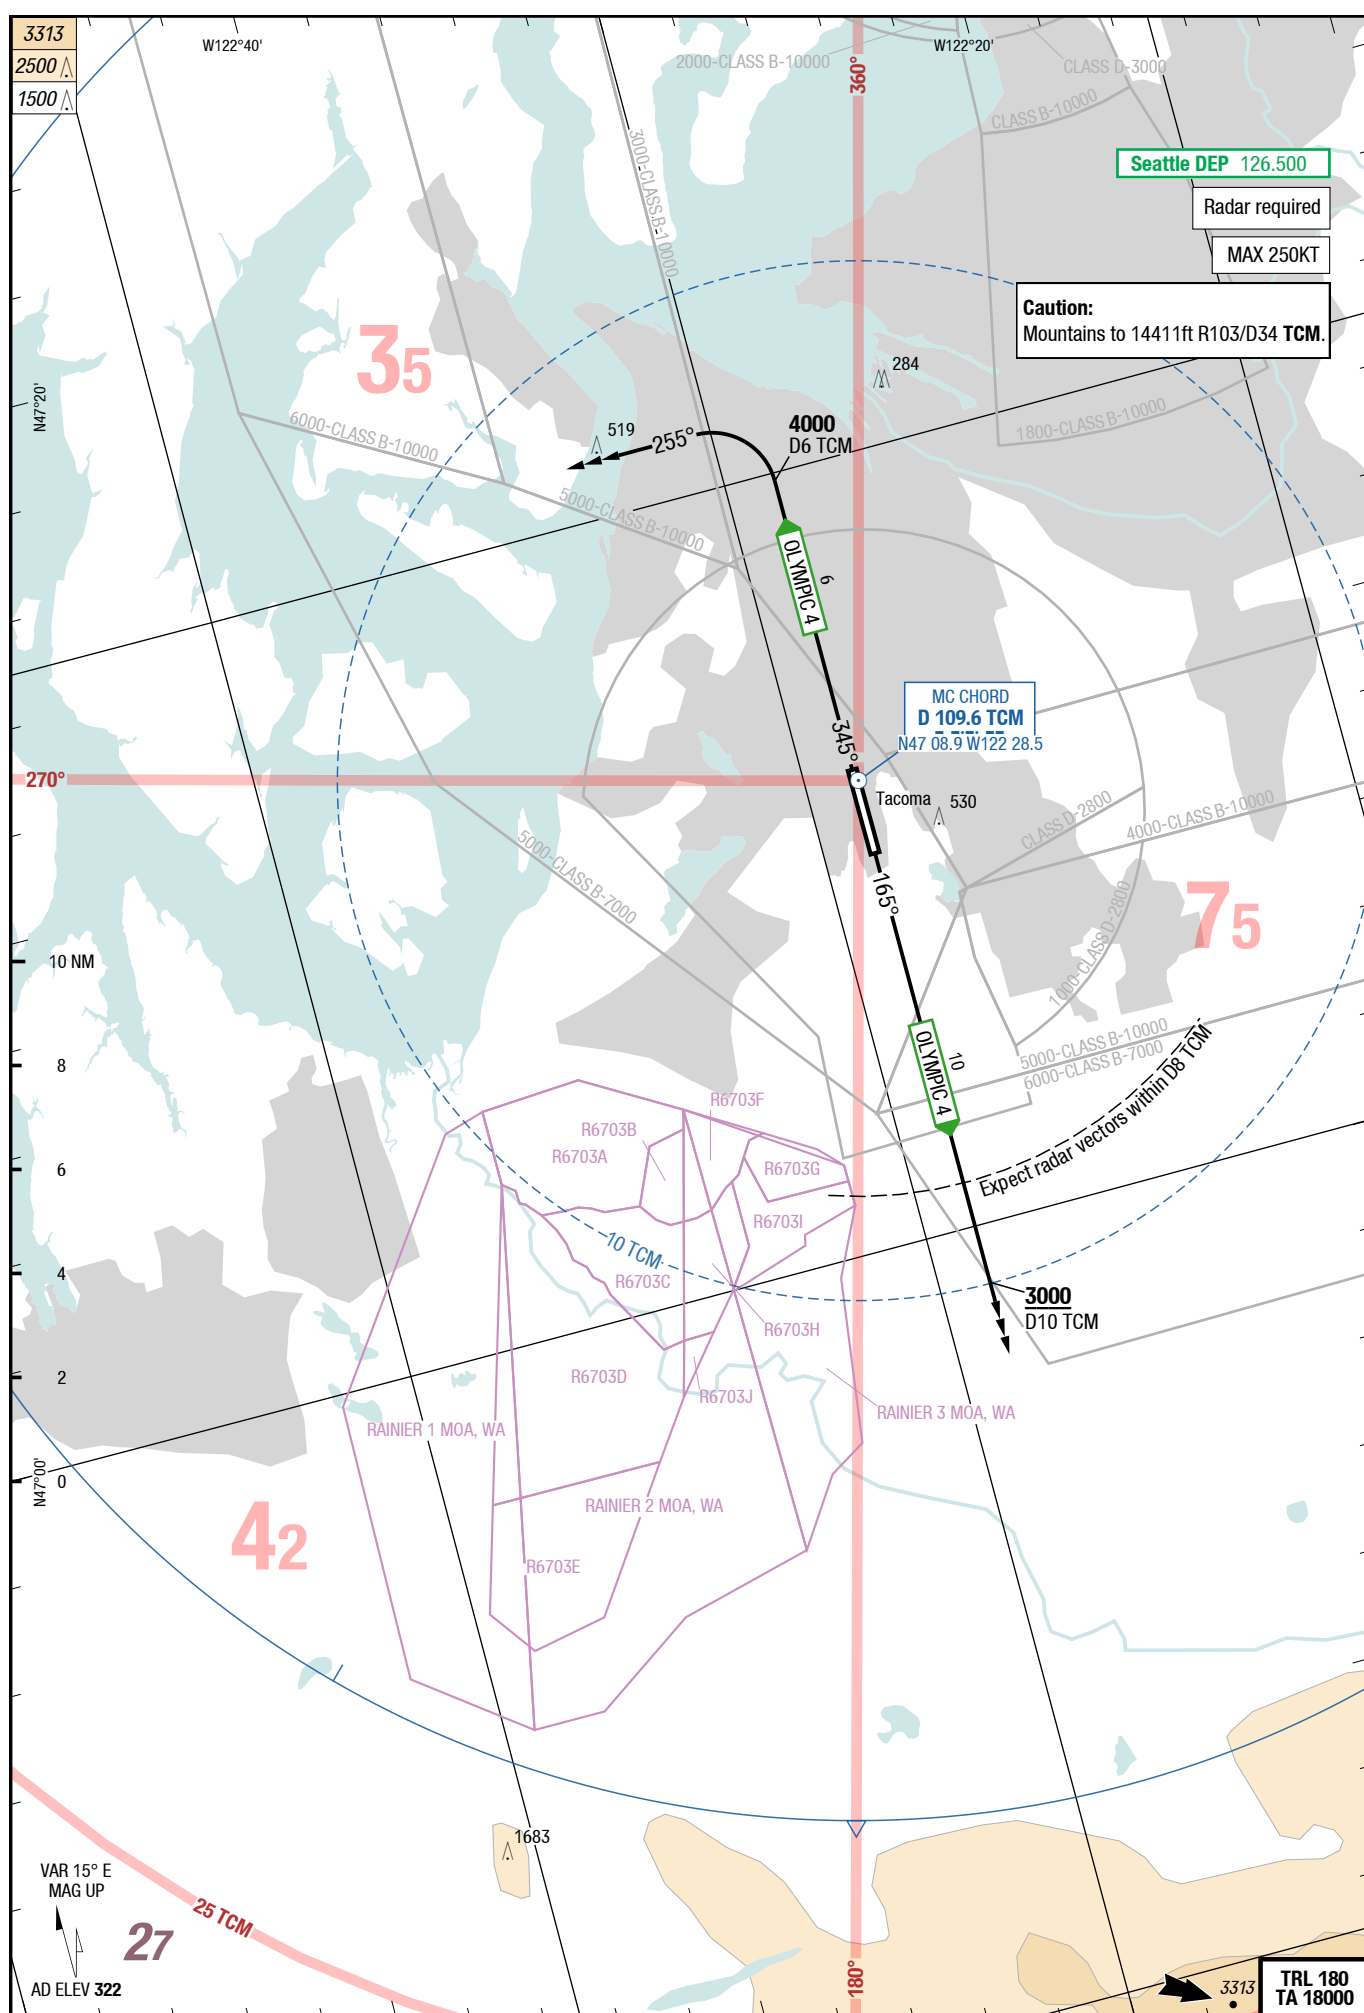 3313
2500
1500
W122°40'
W122°20'
2000-CLASS B-10000
360°
CLASS D-3000
CLASS B-10000
3000-CLASS B-10000
Seattle DEP 126.500
Radar required
MAX 250KT
Caution:
Mountains to 14411ft R103/D34 TCM.
35
284
N47°20'
6000-CLASS B-10000
519
255°
4000
D6 TCM
1800-CLASS B-10000
5000-CLASS B-10000
OLYMPIC 4
6
MC CHORD
D 109.6 TCM
N47 08.9 W122 28.5
345°
270°
Tacoma
530
CLASS D-2800
4000-CLASS B-10000
5000-CLASS B-7000
165°
75
1000-CLASS D-2800
10 NM
OLYMPIC 4
10
5000-CLASS B-10000
6000-CLASS B-7000
8
Expect radar vectors within D8 TCM
R6703F
R6703B
R6703A
R6703G
6
R6703I
10 TCM
4
R6703C
3000
D10 TCM
R6703H
2
R6703D
R6703J
RAINIER 3 MOA, WA
RAINIER 1 MOA, WA
N47°00'
0
RAINIER 2 MOA, WA
42
R6703E
1683
VAR 15° E
MAG UP
25 TCM
27
180°
AD ELEV 322
3313
TRL 180
TA 18000